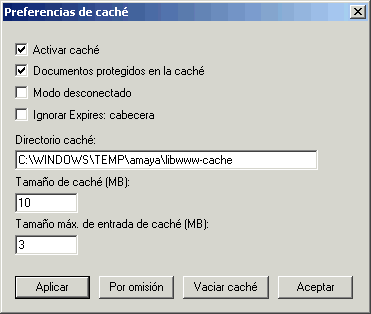 Preferencias de caché
Activar caché
Documentos protegidos en la caché
Modo desconectado
Ignorar Expires: cabecera
Directorio caché:
C:\WINDOWS\TEMP\amaya\libwww-cache
Tamaño de caché (MB):
10
Tamaño máx. de entrada de caché (MB):
3
Aplicar Por omisión Vaciar caché Aceptar